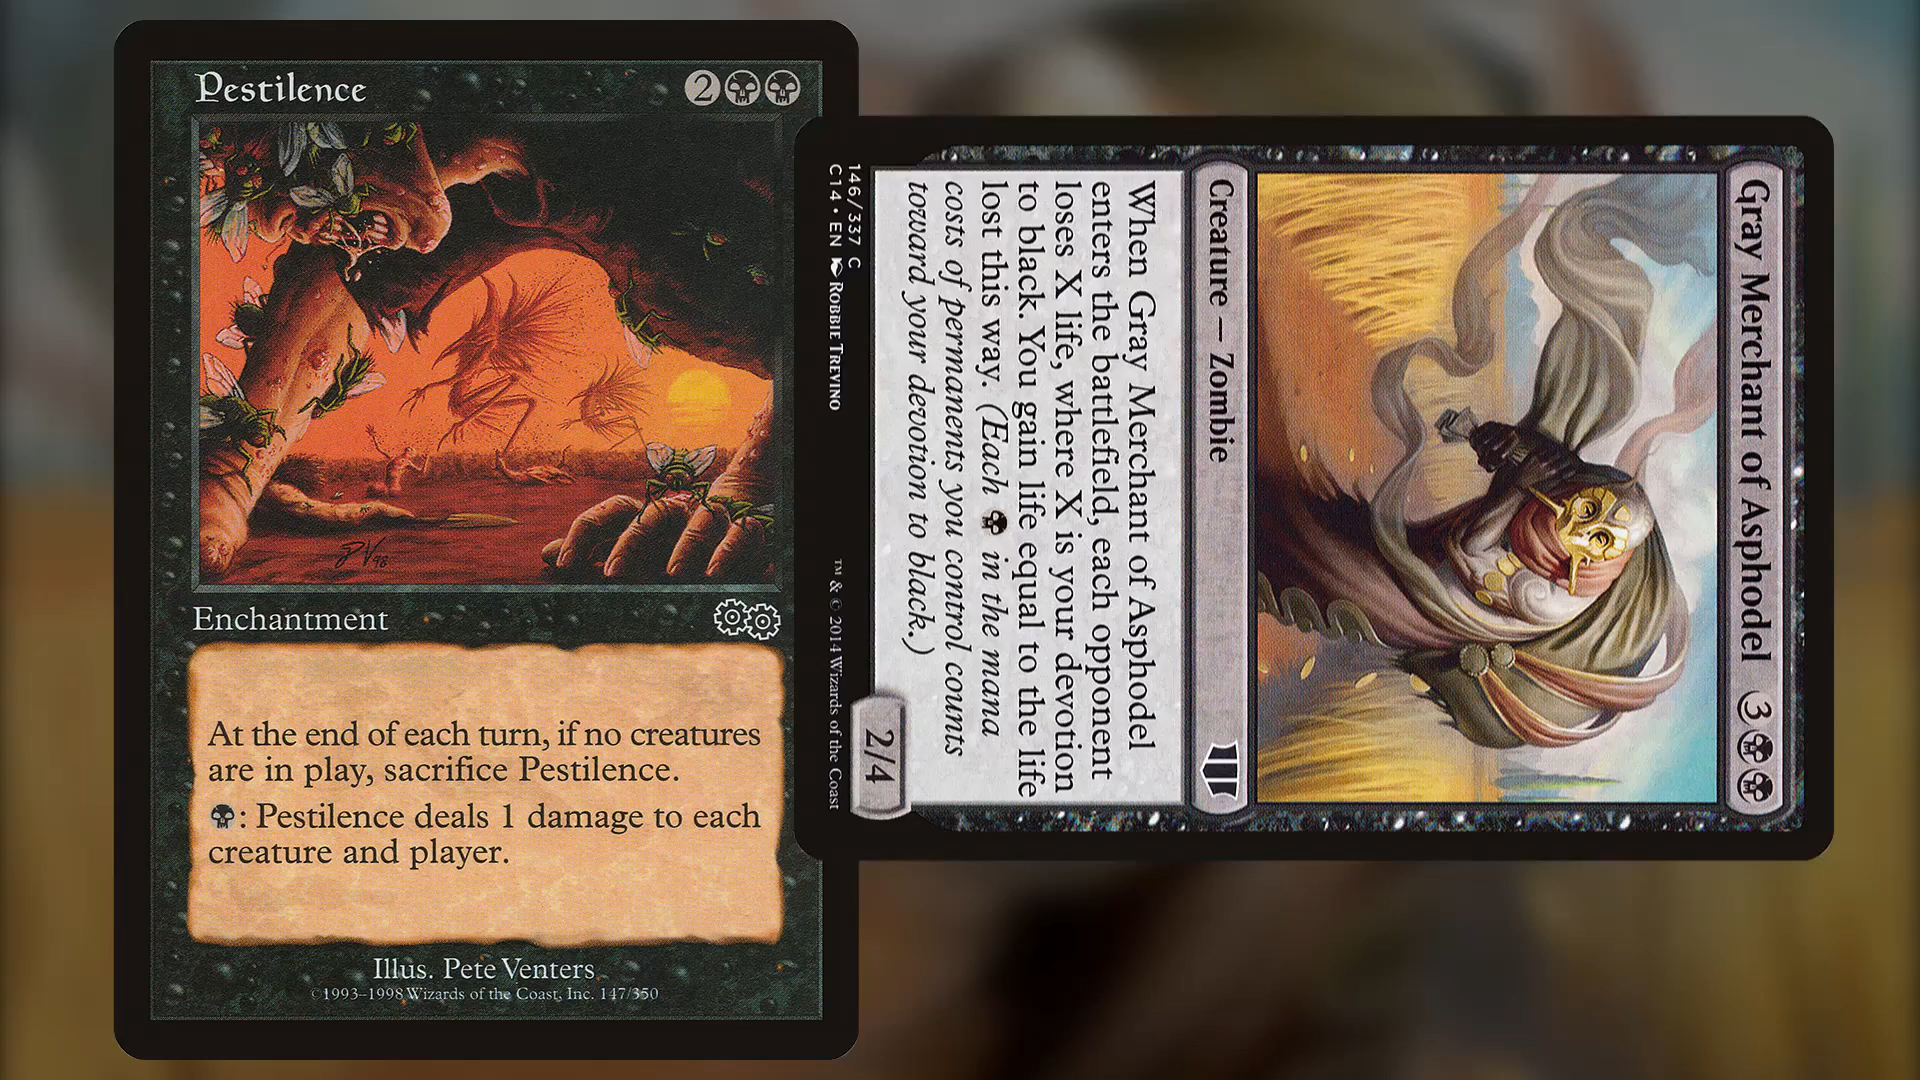 Pestilence
2
Enchantment
At the end of each turn, if no creatures
are in play, sacrifice Pestilence.
: Pestilence deals 1 damage to each
creature and player.
Illus. Pete Venters
©1993–1998 Wizards of the Coast, Inc. 147/350
Gray Merchant of Asphodel
3
Creature — Zombie
When Gray Merchant of Asphodel
enters the battlefield, each opponent
loses X life, where X is your devotion
to black. You gain life equal to the life
lost this way. (Each in the mana
costs of permanents you control counts
toward your devotion to black.)
2/4
146/337 C
C14 • EN Robbie Trevino
™ & © 2014 Wizards of the Coast